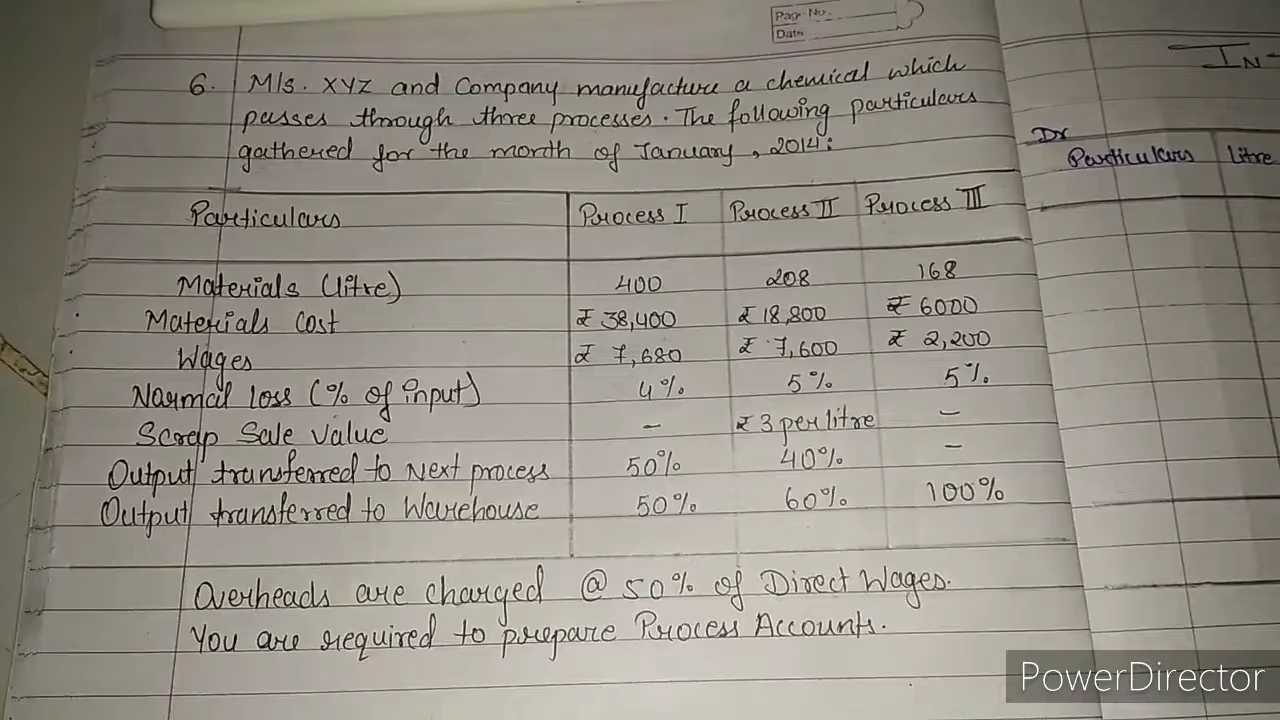 Page No.
Date
6. M/s. XYZ and Company manufacture a chemical which
passes through three processes. The following particulars
gathered for the month of January, 2014:
Particulars Process I Process II Process III
Materials (litre) 400 208 168
Materials cost ₹ 38,400 ₹ 18,800 ₹ 6000
Wages ₹ 7,680 ₹ 7,600 ₹ 2,200
Normal loss (% of input) 4% 5% 5%
Scrap Sale value - ₹ 3 per litre -
Output transferred to Next process 50% 40% -
Output transferred to Warehouse 50% 60% 100%
Overheads are charged @ 50% of Direct Wages.
You are required to prepare Process Accounts.
Dr
Particulars litre
PowerDirector